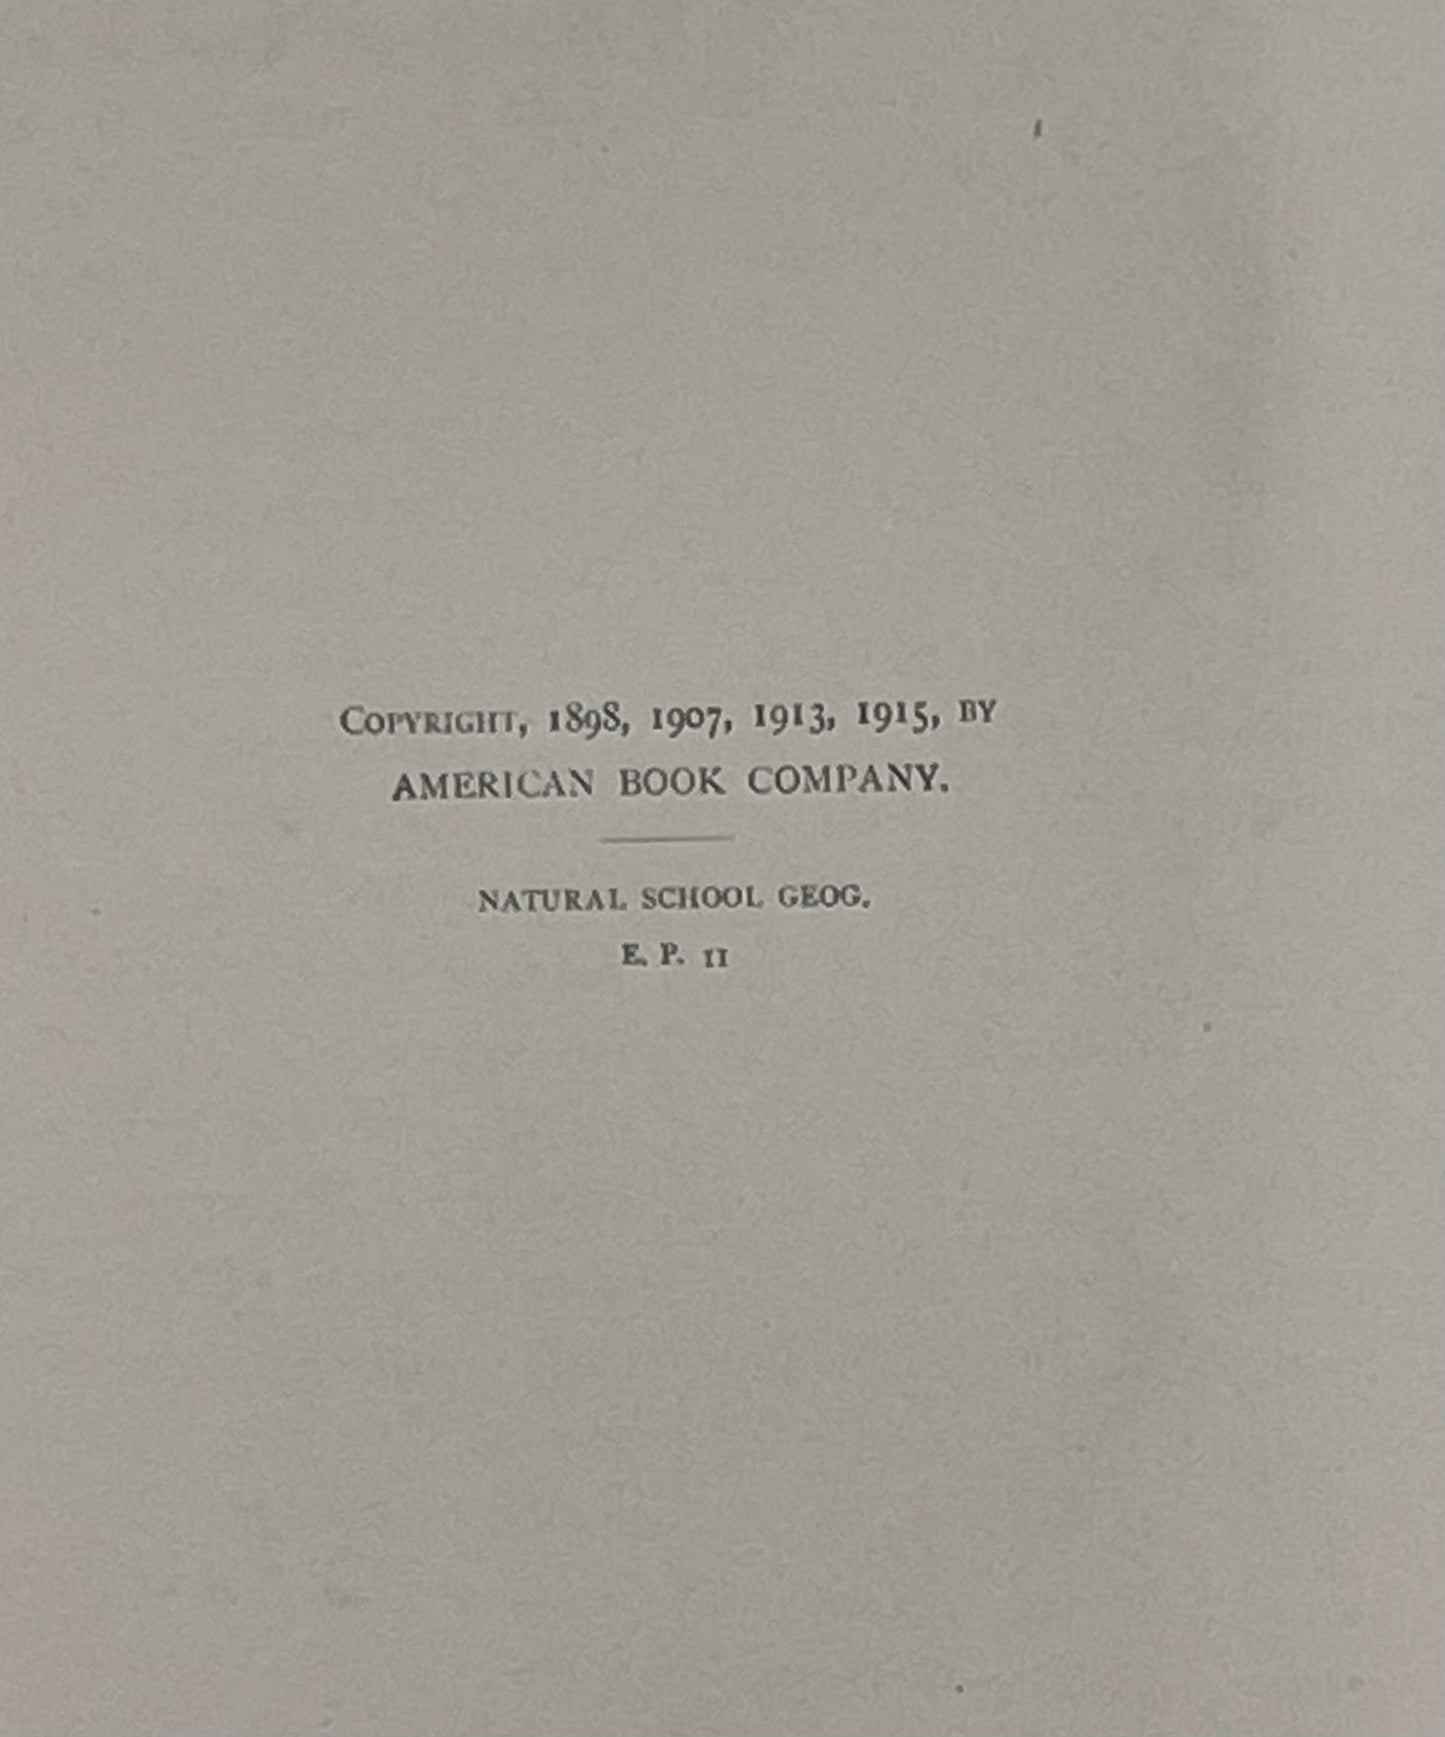 COPYRIGHT, 1898, 1907, 1913, 1915, BY
AMERICAN BOOK COMPANY.
NATURAL SCHOOL GEOG.
E. P. 11